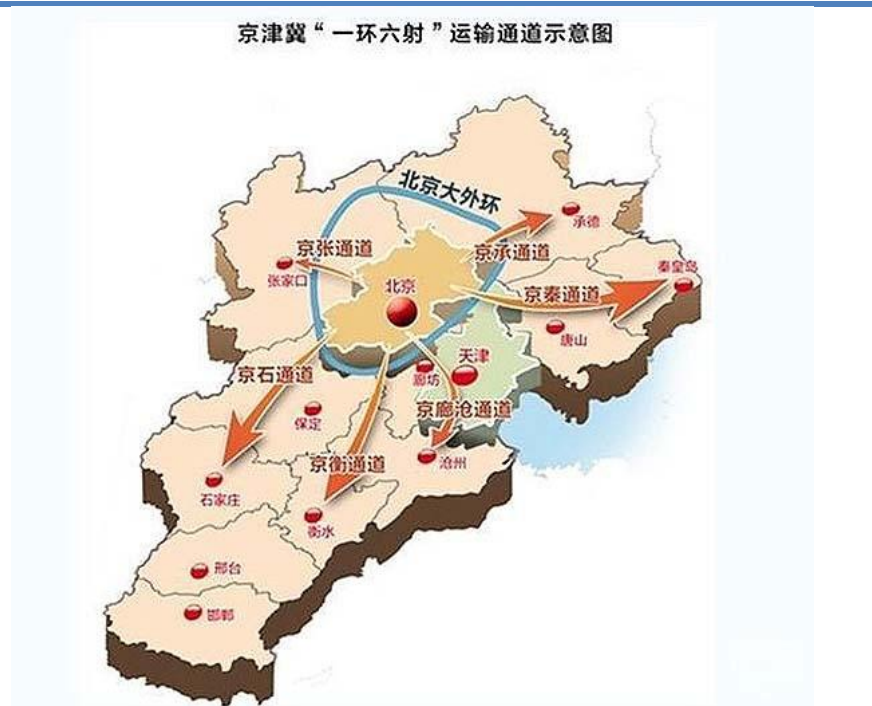 京津冀“一环六射”运输通道示意图
北京大外环
承德
京张通道
京承通道
张家口
秦皇岛
北京
京秦通道
唐山
天津
京石通道
廊坊
京廊沧通道
保定
京衡通道
沧州
石家庄
衡水
邢台
邯郸